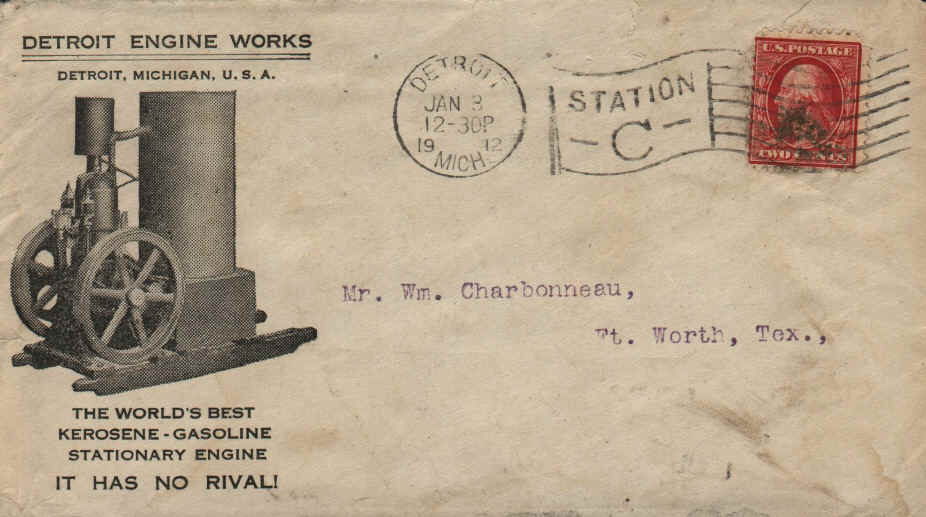 DETROIT ENGINE WORKS
DETROIT, MICHIGAN, U.S.A.
DETROIT
JAN 3
12-30P
19 12
MICH.
STATION
-C-
U.S. POSTAGE
TWO CENTS
Mr. Wm. Charbonneau,
Ft. Worth, Tex.,
THE WORLD'S BEST
KEROSENE-GASOLINE
STATIONARY ENGINE
IT HAS NO RIVAL!